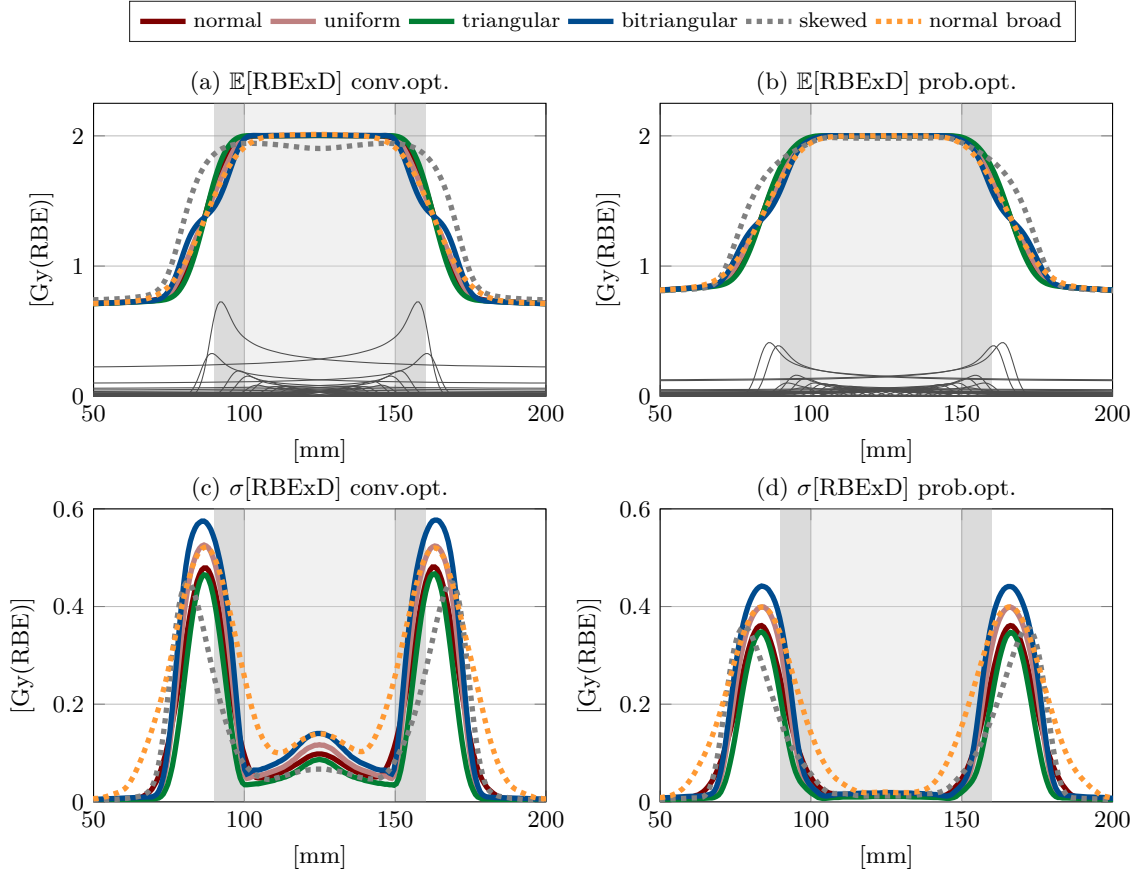 normal uniform triangular bitriangular skewed normal broad
(a) 𝔼[RBExD] conv.opt.
(b) 𝔼[RBExD] prob.opt.
[Gy(RBE)]
2
1
0
50 100 150 200
[mm]
[Gy(RBE)]
2
1
0
50 100 150 200
[mm]
(c) σ[RBExD] conv.opt.
(d) σ[RBExD] prob.opt.
[Gy(RBE)]
0.6
0.4
0.2
0
50 100 150 200
[mm]
[Gy(RBE)]
0.6
0.4
0.2
0
50 100 150 200
[mm]